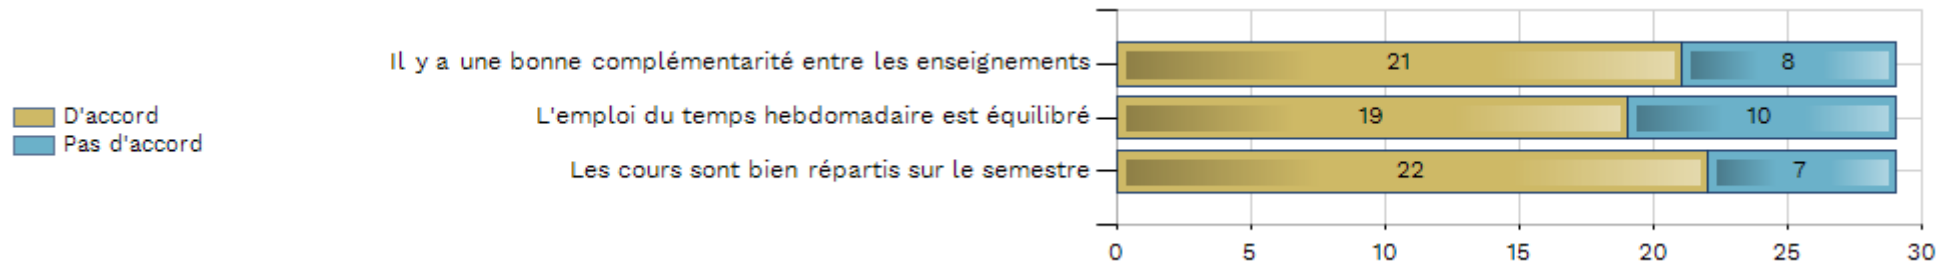 D'accord
Pas d'accord
Il y a une bonne complémentarité entre les enseignements
21 8
L'emploi du temps hebdomadaire est équilibré
19 10
Les cours sont bien répartis sur le semestre
22 7
0 5 10 15 20 25 30